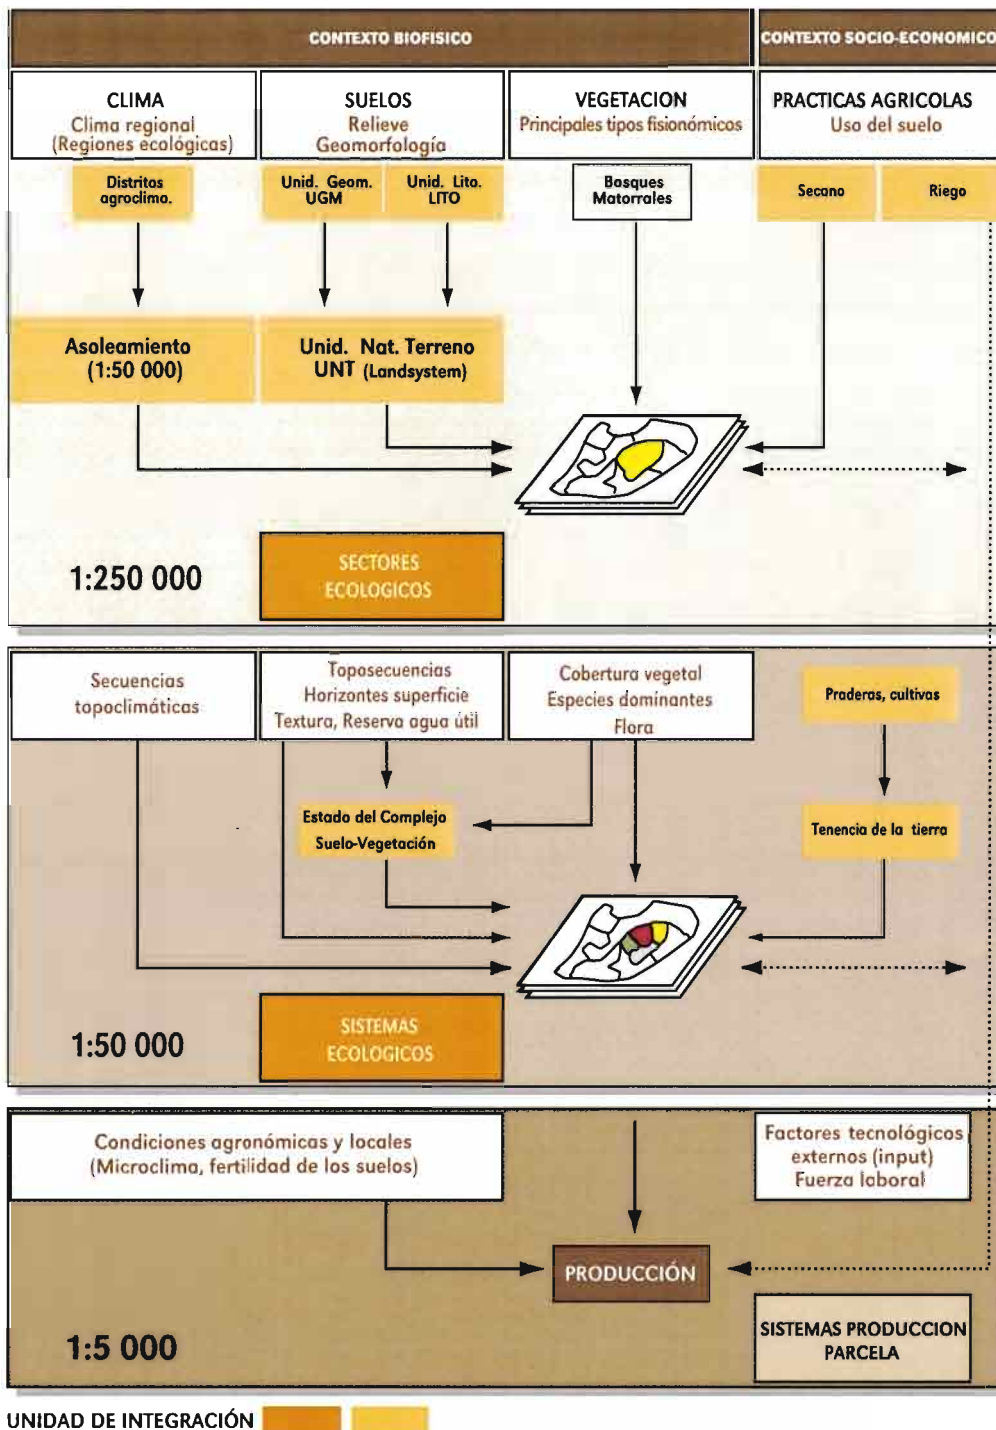 CONTEXTO BIOFISICO
CONTEXTO SOCIO-ECONOMICO
CLIMA
Clima regional
(Regiones ecológicas)
SUELOS
Relieve
Geomorfología
VEGETACION
Principales tipos fisionómicos
PRACTICAS AGRICOLAS
Uso del suelo
Distritos
agroclima.
Unid. Geom.
UGM
Unid. Lito.
LITO
Bosques
Matorrales
Secano
Riego
Asoleamiento
(1:50 000)
Unid. Nat. Terreno
UNT (Landsystem)
1:250 000
SECTORES
ECOLOGICOS
Secuencias
topoclimáticas
Toposecuencias
Horizontes superficie
Textura, Reserva agua útil
Cobertura vegetal
Especies dominantes
Flora
Praderas, cultivas
Estado del Complejo
Suelo-Vegetación
Tenencia de la tierra
1:50 000
SISTEMAS
ECOLOGICOS
Condiciones agronómicas y locales
(Microclima, fertilidad de los suelos)
Factores tecnológicos
externos (input)
Fuerza laboral
PRODUCCIÓN
1:5 000
SISTEMAS PRODUCCION
PARCELA
UNIDAD DE INTEGRACIÓN